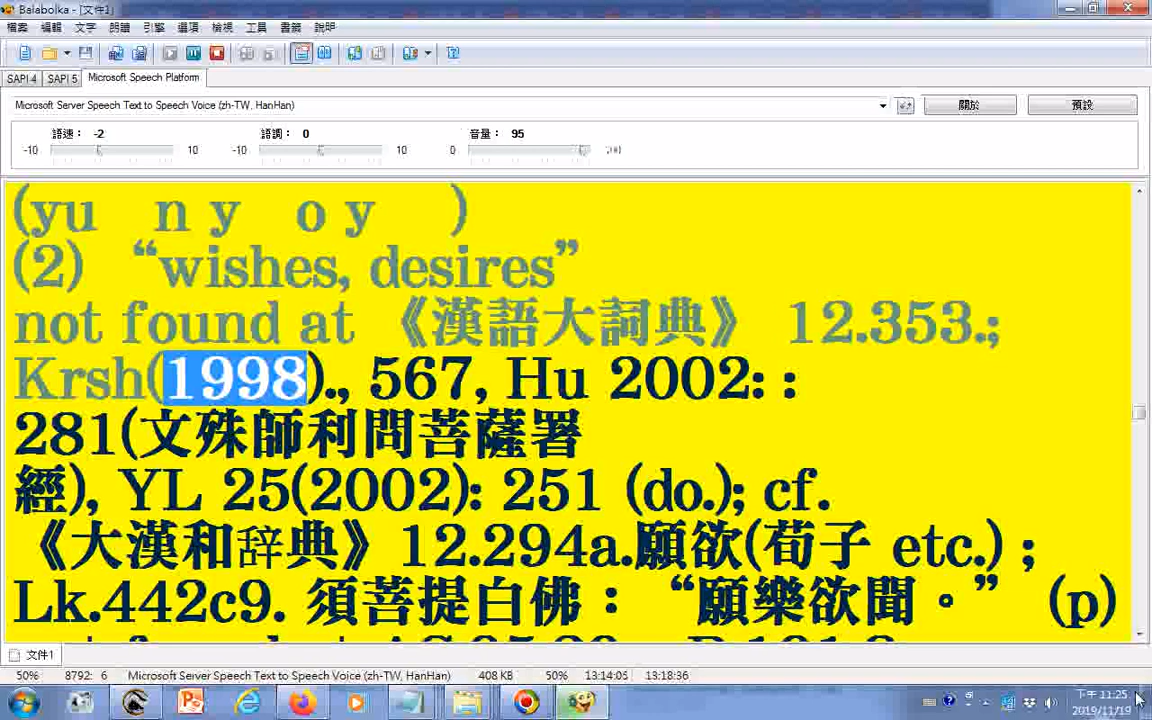 Balabolka - [文件1]
檔案 編輯 文字 朗讀 引擎 選項 檢視 工具 書籤 說明
SAPI 4 SAPI 5 Microsoft Speech Platform
Microsoft Server Speech Text to Speech Voice (zh-TW, HanHan) 關於 預設
語速： -2 語調： 0 音量： 95
-10 10 -10 10 0
(yu n y o y )
(2) “wishes, desires”
not found at 《漢語大詞典》 12.353.;
Krsh(1998)., 567, Hu 2002: :
281(文殊師利問菩薩署
經), YL 25(2002): 251 (do.); cf.
《大漢和辞典》12.294a.願欲(荀子 etc.) ;
Lk.442c9. 須菩提白佛：“願樂欲聞。” (p)
文件1
50% 8792: 6 Microsoft Server Speech Text to Speech Voice (zh-TW, HanHan) 408 KB 50% 13:14:05 13:18:36
下午 11:25
2019/11/19